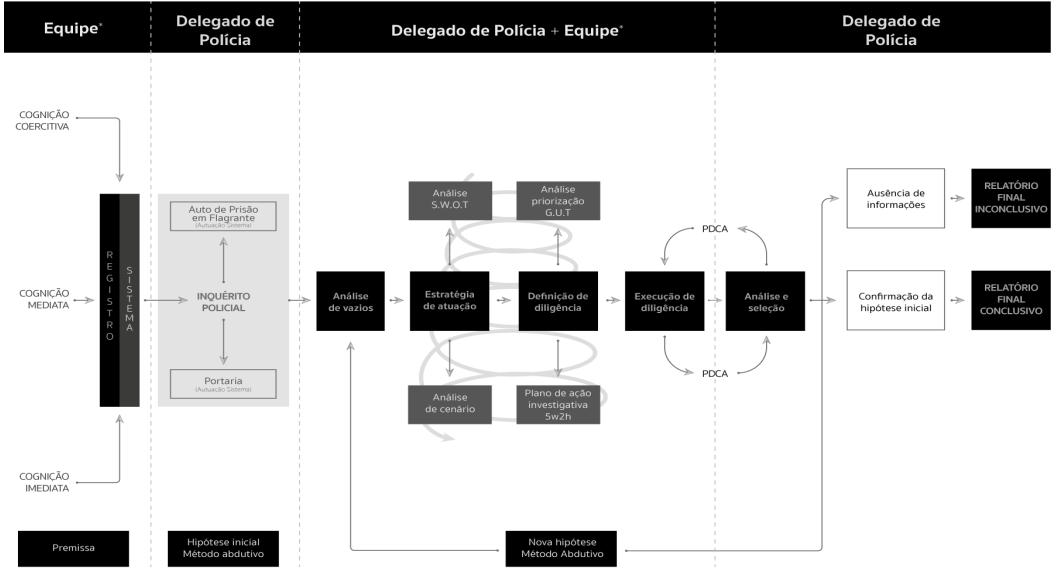 Equipe*
Delegado de
Polícia
Delegado de Polícia + Equipe*
Delegado de
Polícia
COGNIÇÃO
COERCITIVA
COGNIÇÃO
MEDIATA
COGNIÇÃO
IMEDIATA
REGISTRO
SISTEMA
Auto de Prisão
em Flagrante
(Autuação Sistema)
INQUÉRITO
POLICIAL
Portaria
(Autuação Sistema)
Análise
de vazios
Análise
S.W.O.T
Estratégia
de atuação
Análise
de cenário
Análise
priorização
G.U.T
Definição de
diligência
Plano de ação
investigativa
5w2h
Execução de
diligência
PDCA
PDCA
Análise e
seleção
Ausência de
informações
RELATÓRIO
FINAL
INCONCLUSIVO
Confirmação da
hipótese inicial
RELATÓRIO
FINAL
CONCLUSIVO
Premissa
Hipótese inicial
Método abdutivo
Nova hipótese
Método Abdutivo